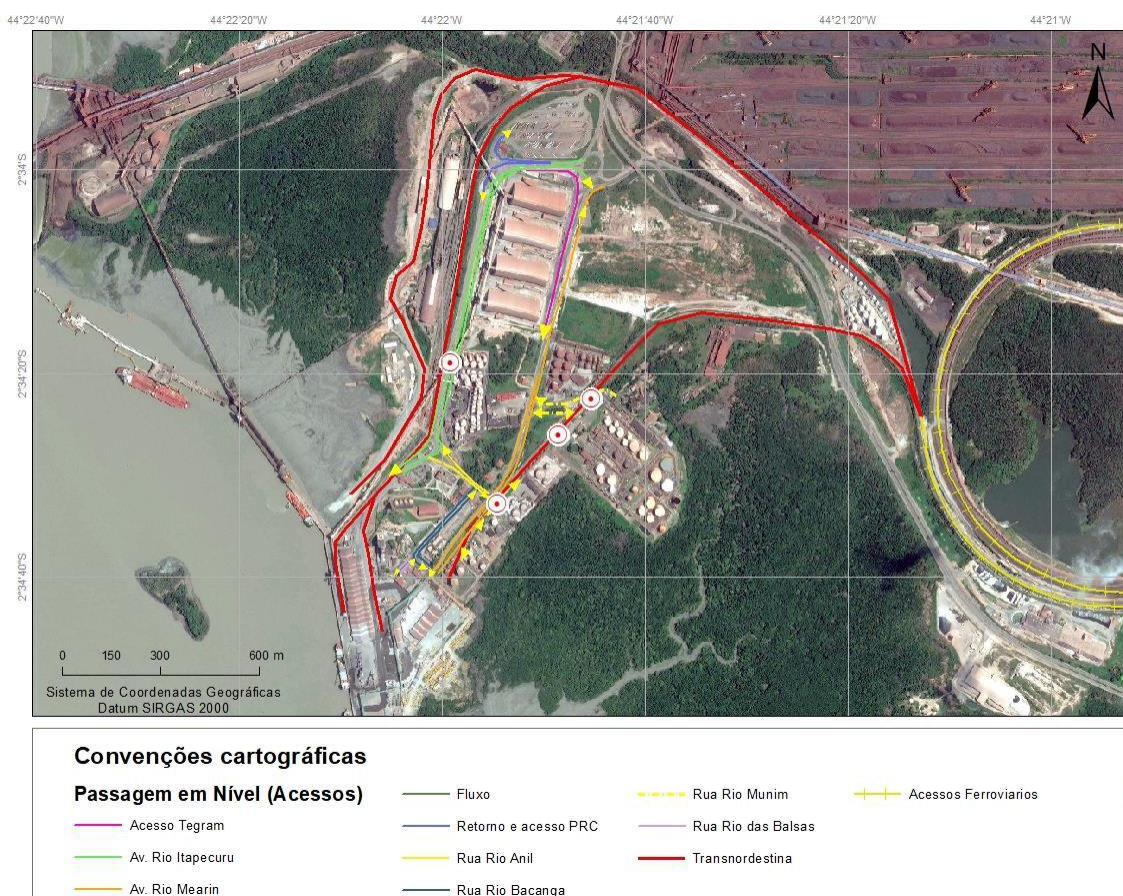 44°22'40"W 44°22'20"W 44°22'W 44°21'40"W 44°21'20"W 44°21'W
N
2°34'S
2°34'20"S
2°34'40"S
0 150 300 600 m
Sistema de Coordenadas Geográficas
Datum SIRGAS 2000
Convenções cartográficas
Passagem em Nível (Acessos)
Acesso Tegram
Av. Rio Itapecuru
Av. Rio Mearin
Fluxo
Retorno e acesso PRC
Rua Rio Anil
Rua Rio Bacanga
Rua Rio Munim
Rua Rio das Balsas
Transnordestina
Acessos Ferroviarios